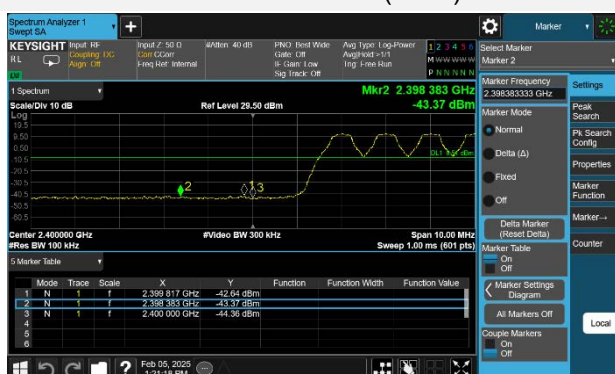 Spectrum Analyzer 1
Swept SA
+
Marker
KEYSIGHT Input: RF Input Z: 50 Ω #Atten: 40 dB PNO: Best Wide Avg Type: Log-Power 1 2 3 4 5 6
RL Coupling: DC Corr CCorr Gate: Off Avg|Hold:>1/1 M W W W W W
Align: Off Freq Ref: Internal IF Gain: Low Trig: Free Run
Sig Track: Off P N N N N N
Select Marker
Marker 2
1 Spectrum
Mkr2 2.398 383 GHz
Scale/Div 10 dB Ref Level 29.50 dBm -43.37 dBm
Log
19.5
9.50
0.50
-10.5
-20.5
-30.5
-40.5
-50.5
-60.5
2
1 3
Center 2.400000 GHz #Video BW 300 kHz Span 10.00 MHz
#Res BW 100 kHz Sweep 1.00 ms (601 pts)
5 Marker Table
Mode Trace Scale X Y Function Function Width Function Value
1 N 1 f 2.399 817 GHz -42.64 dBm
2 N 1 f 2.398 383 GHz -43.37 dBm
3 N 1 f 2.400 000 GHz -44.36 dBm
4
5
6
Marker Frequency
2.398383333 GHz
Marker Mode
Normal
Delta (Δ)
Fixed
Off
Delta Marker
(Reset Delta)
Marker Table
On
Off
Marker Settings
Diagram
All Markers Off
Couple Markers
On
Off
Settings
Peak
Search
Pk Search
Config
Properties
Marker
Function
Marker→
Counter
Local
?
Feb 05, 2025